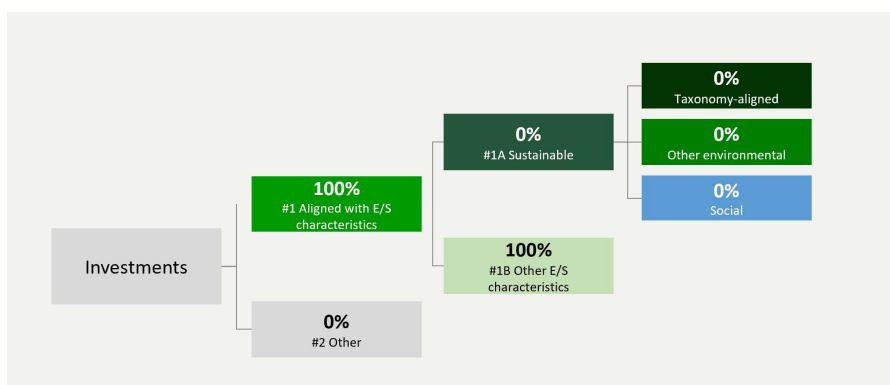 Investments
100%
#1 Aligned with E/S
characteristics
0%
#2 Other
0%
#1A Sustainable
100%
#1B Other E/S
characteristics
0%
Taxonomy-aligned
0%
Other environmental
0%
Social